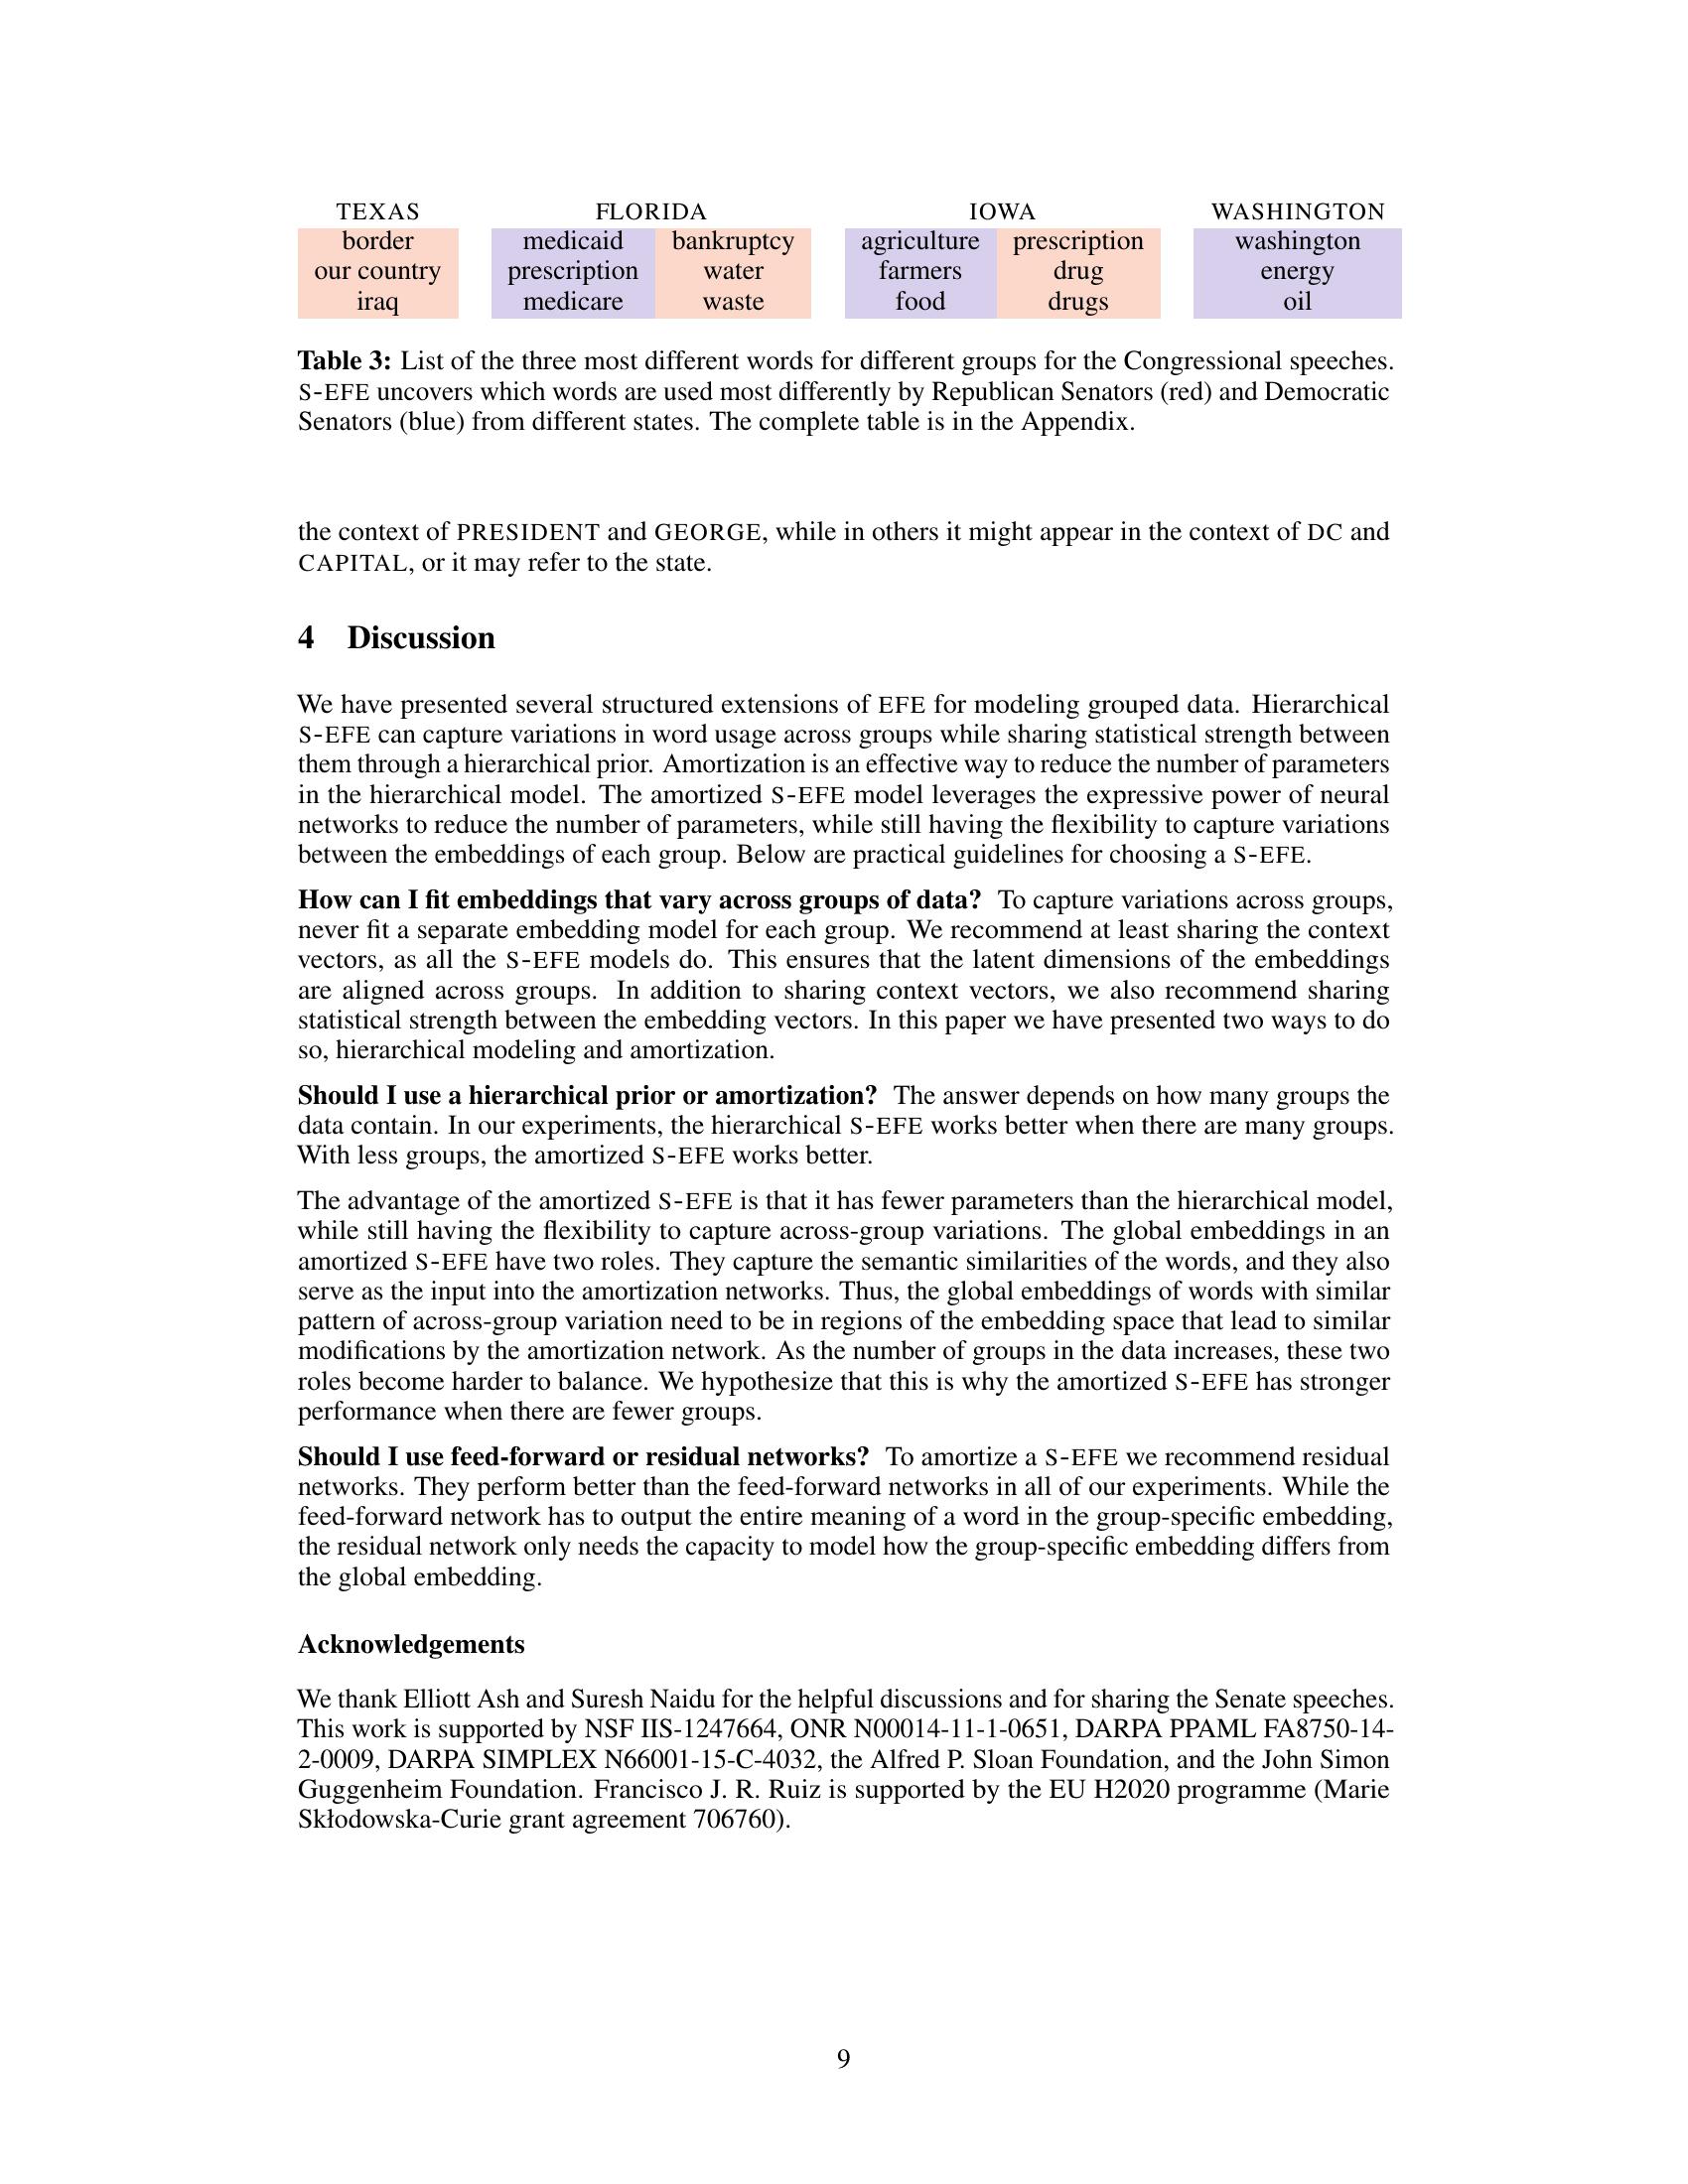 TEXAS FLORIDA IOWA WASHINGTON
border medicaid bankruptcy agriculture prescription washington
our country prescription water farmers drug energy
iraq medicare waste food drugs oil
Table 3: List of the three most different words for different groups for the Congressional speeches.
S-EFE uncovers which words are used most differently by Republican Senators (red) and Democratic
Senators (blue) from different states. The complete table is in the Appendix.
the context of PRESIDENT and GEORGE, while in others it might appear in the context of DC and
CAPITAL, or it may refer to the state.
4 Discussion
We have presented several structured extensions of EFE for modeling grouped data. Hierarchical
S-EFE can capture variations in word usage across groups while sharing statistical strength between
them through a hierarchical prior. Amortization is an effective way to reduce the number of parameters
in the hierarchical model. The amortized S-EFE model leverages the expressive power of neural
networks to reduce the number of parameters, while still having the flexibility to capture variations
between the embeddings of each group. Below are practical guidelines for choosing a S-EFE.
How can I fit embeddings that vary across groups of data? To capture variations across groups,
never fit a separate embedding model for each group. We recommend at least sharing the context
vectors, as all the S-EFE models do. This ensures that the latent dimensions of the embeddings
are aligned across groups. In addition to sharing context vectors, we also recommend sharing
statistical strength between the embedding vectors. In this paper we have presented two ways to do
so, hierarchical modeling and amortization.
Should I use a hierarchical prior or amortization? The answer depends on how many groups the
data contain. In our experiments, the hierarchical S-EFE works better when there are many groups.
With less groups, the amortized S-EFE works better.
The advantage of the amortized S-EFE is that it has fewer parameters than the hierarchical model,
while still having the flexibility to capture across-group variations. The global embeddings in an
amortized S-EFE have two roles. They capture the semantic similarities of the words, and they also
serve as the input into the amortization networks. Thus, the global embeddings of words with similar
pattern of across-group variation need to be in regions of the embedding space that lead to similar
modifications by the amortization network. As the number of groups in the data increases, these two
roles become harder to balance. We hypothesize that this is why the amortized S-EFE has stronger
performance when there are fewer groups.
Should I use feed-forward or residual networks? To amortize a S-EFE we recommend residual
networks. They perform better than the feed-forward networks in all of our experiments. While the
feed-forward network has to output the entire meaning of a word in the group-specific embedding,
the residual network only needs the capacity to model how the group-specific embedding differs from
the global embedding.
Acknowledgements
We thank Elliott Ash and Suresh Naidu for the helpful discussions and for sharing the Senate speeches.
This work is supported by NSF IIS-1247664, ONR N00014-11-1-0651, DARPA PPAML FA8750-14-
2-0009, DARPA SIMPLEX N66001-15-C-4032, the Alfred P. Sloan Foundation, and the John Simon
Guggenheim Foundation. Francisco J. R. Ruiz is supported by the EU H2020 programme (Marie
Skłodowska-Curie grant agreement 706760).
9